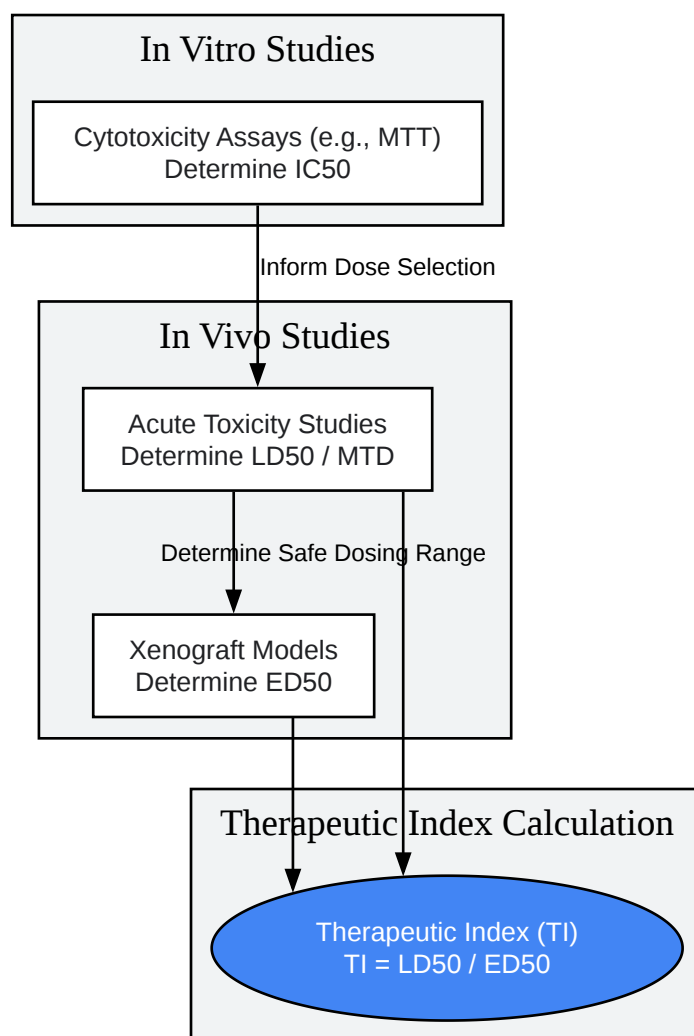 In Vitro Studies
Cytotoxicity Assays (e.g., MTT)
Determine IC50
Inform Dose Selection
In Vivo Studies
Acute Toxicity Studies
Determine LD50 / MTD
Determine Safe Dosing Range
Xenograft Models
Determine ED50
Therapeutic Index Calculation
Therapeutic Index (TI)
TI = LD50 / ED50